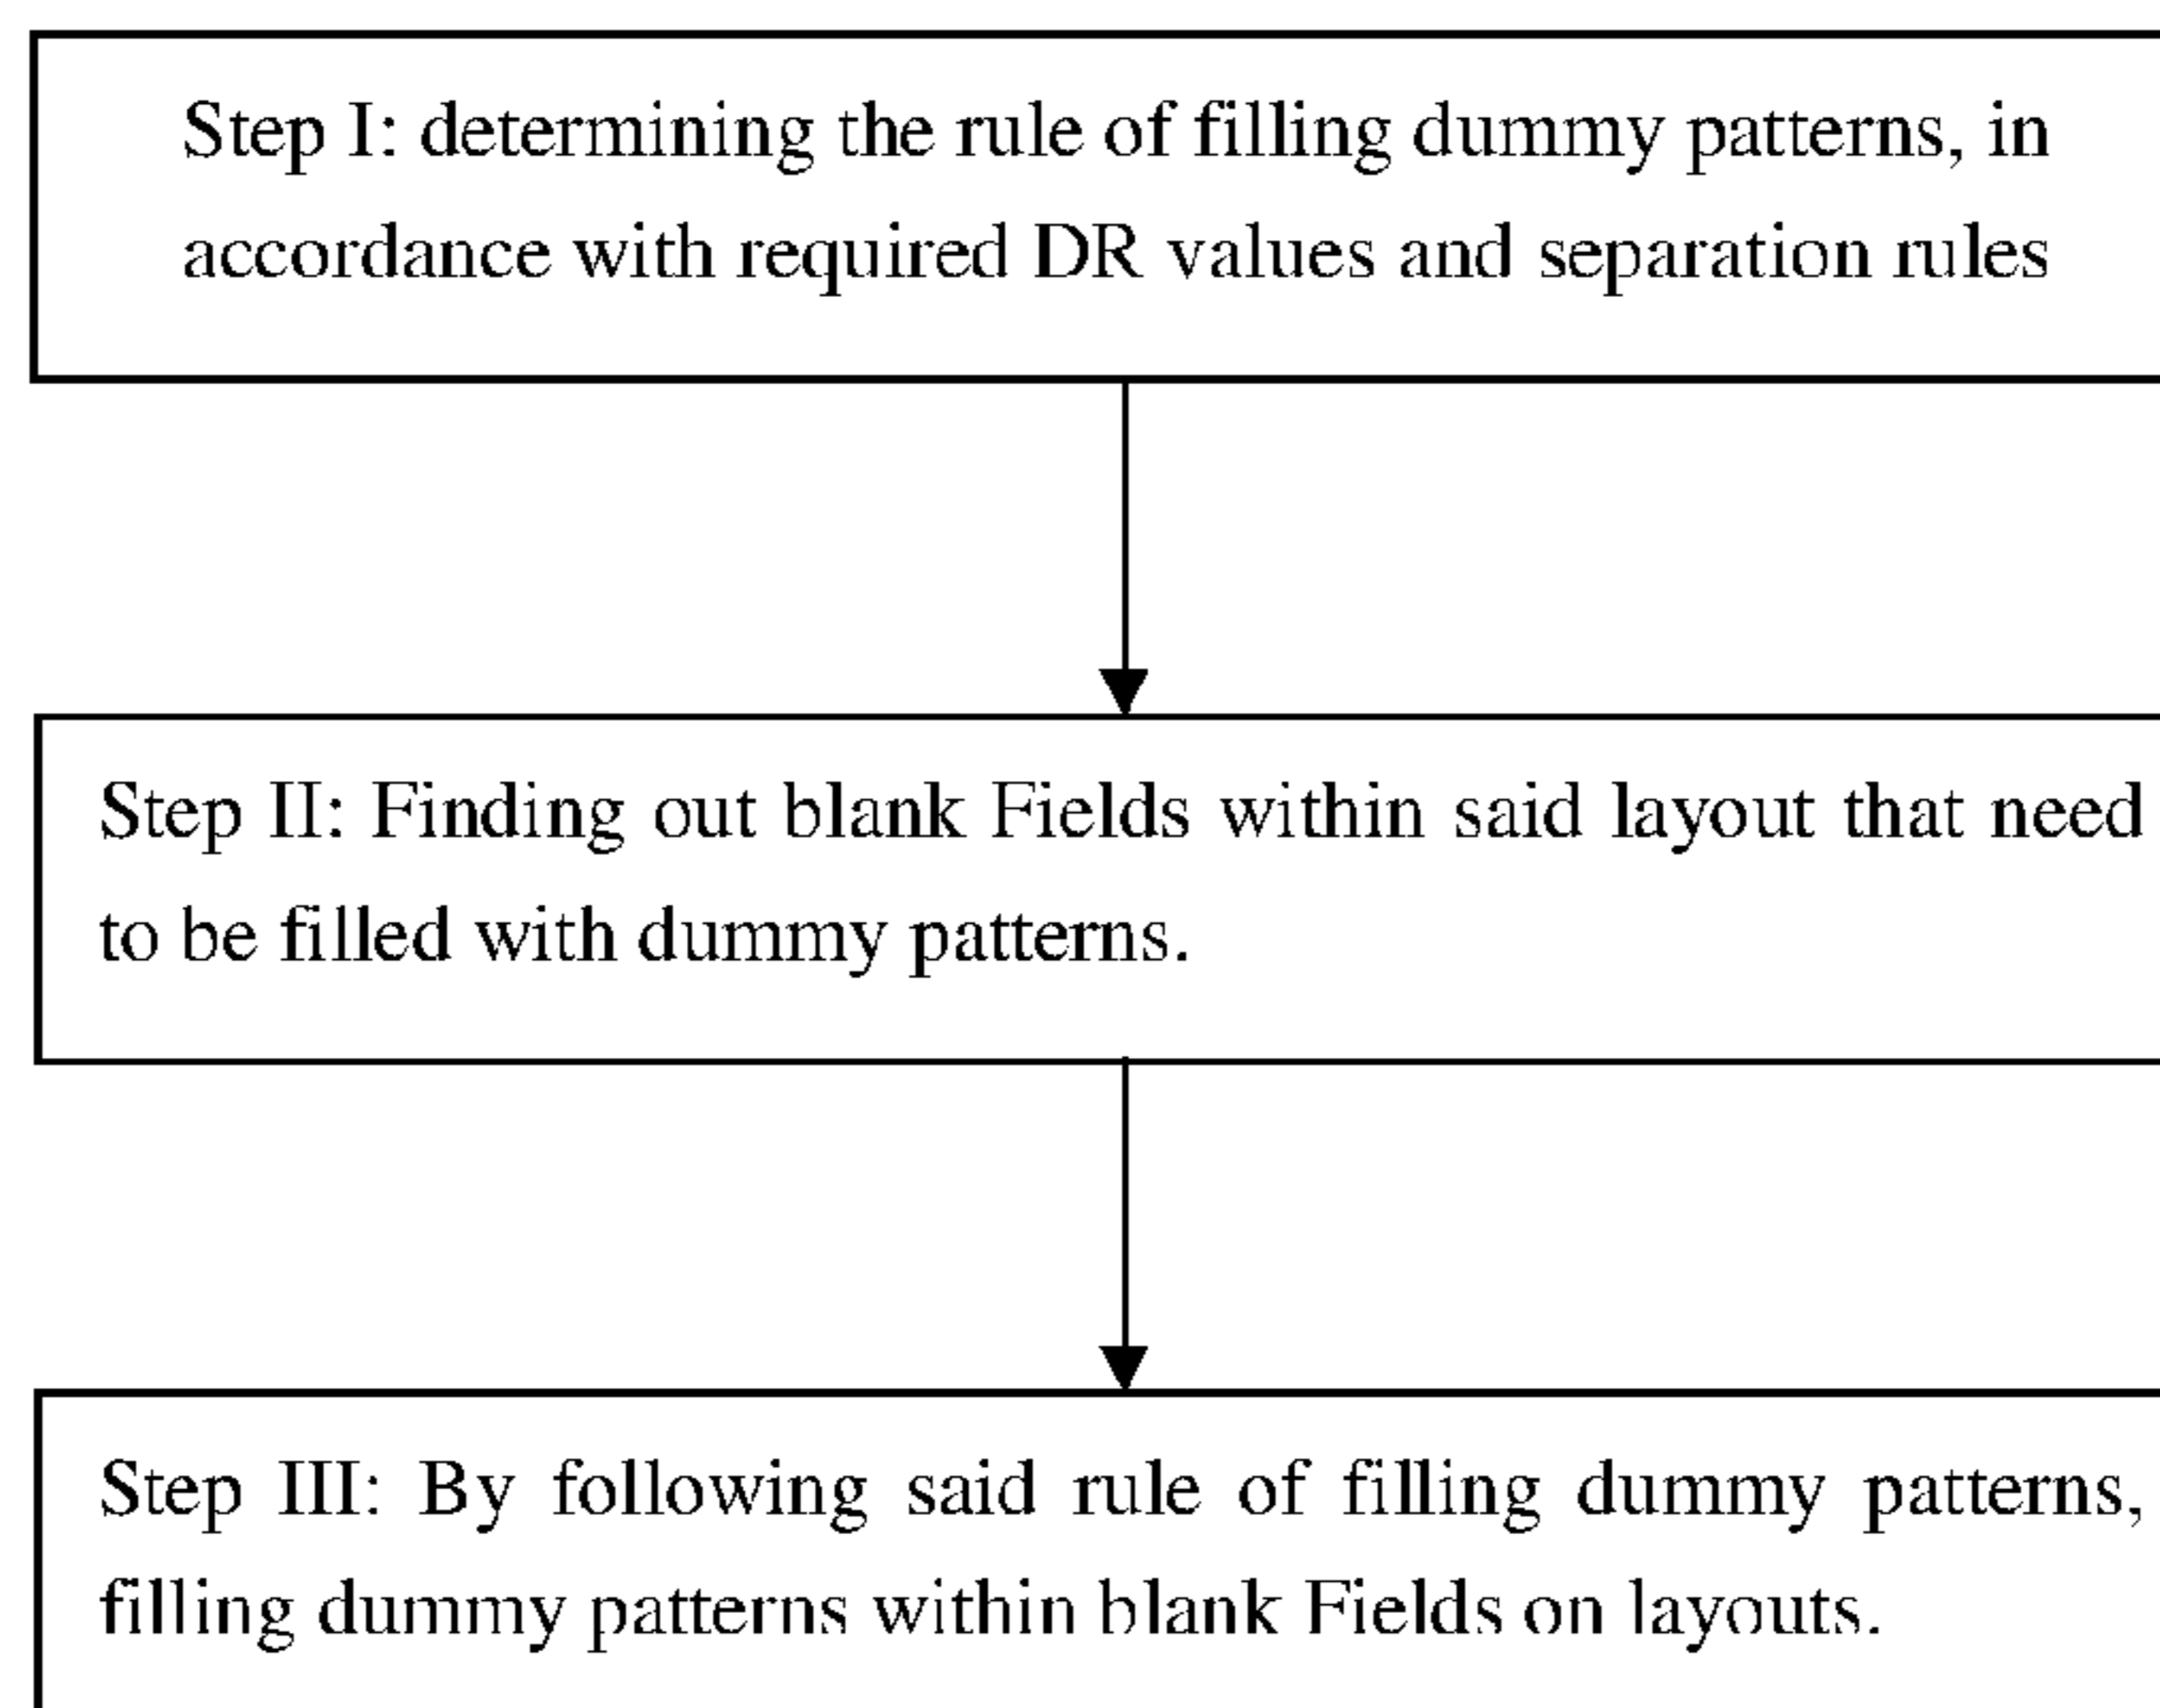 Step I: determining the rule of filling dummy patterns, in
accordance with required DR values and separation rules
Step II: Finding out blank Fields within said layout that need
to be filled with dummy patterns.
Step III: By following said rule of filling dummy patterns,
filling dummy patterns within blank Fields on layouts.